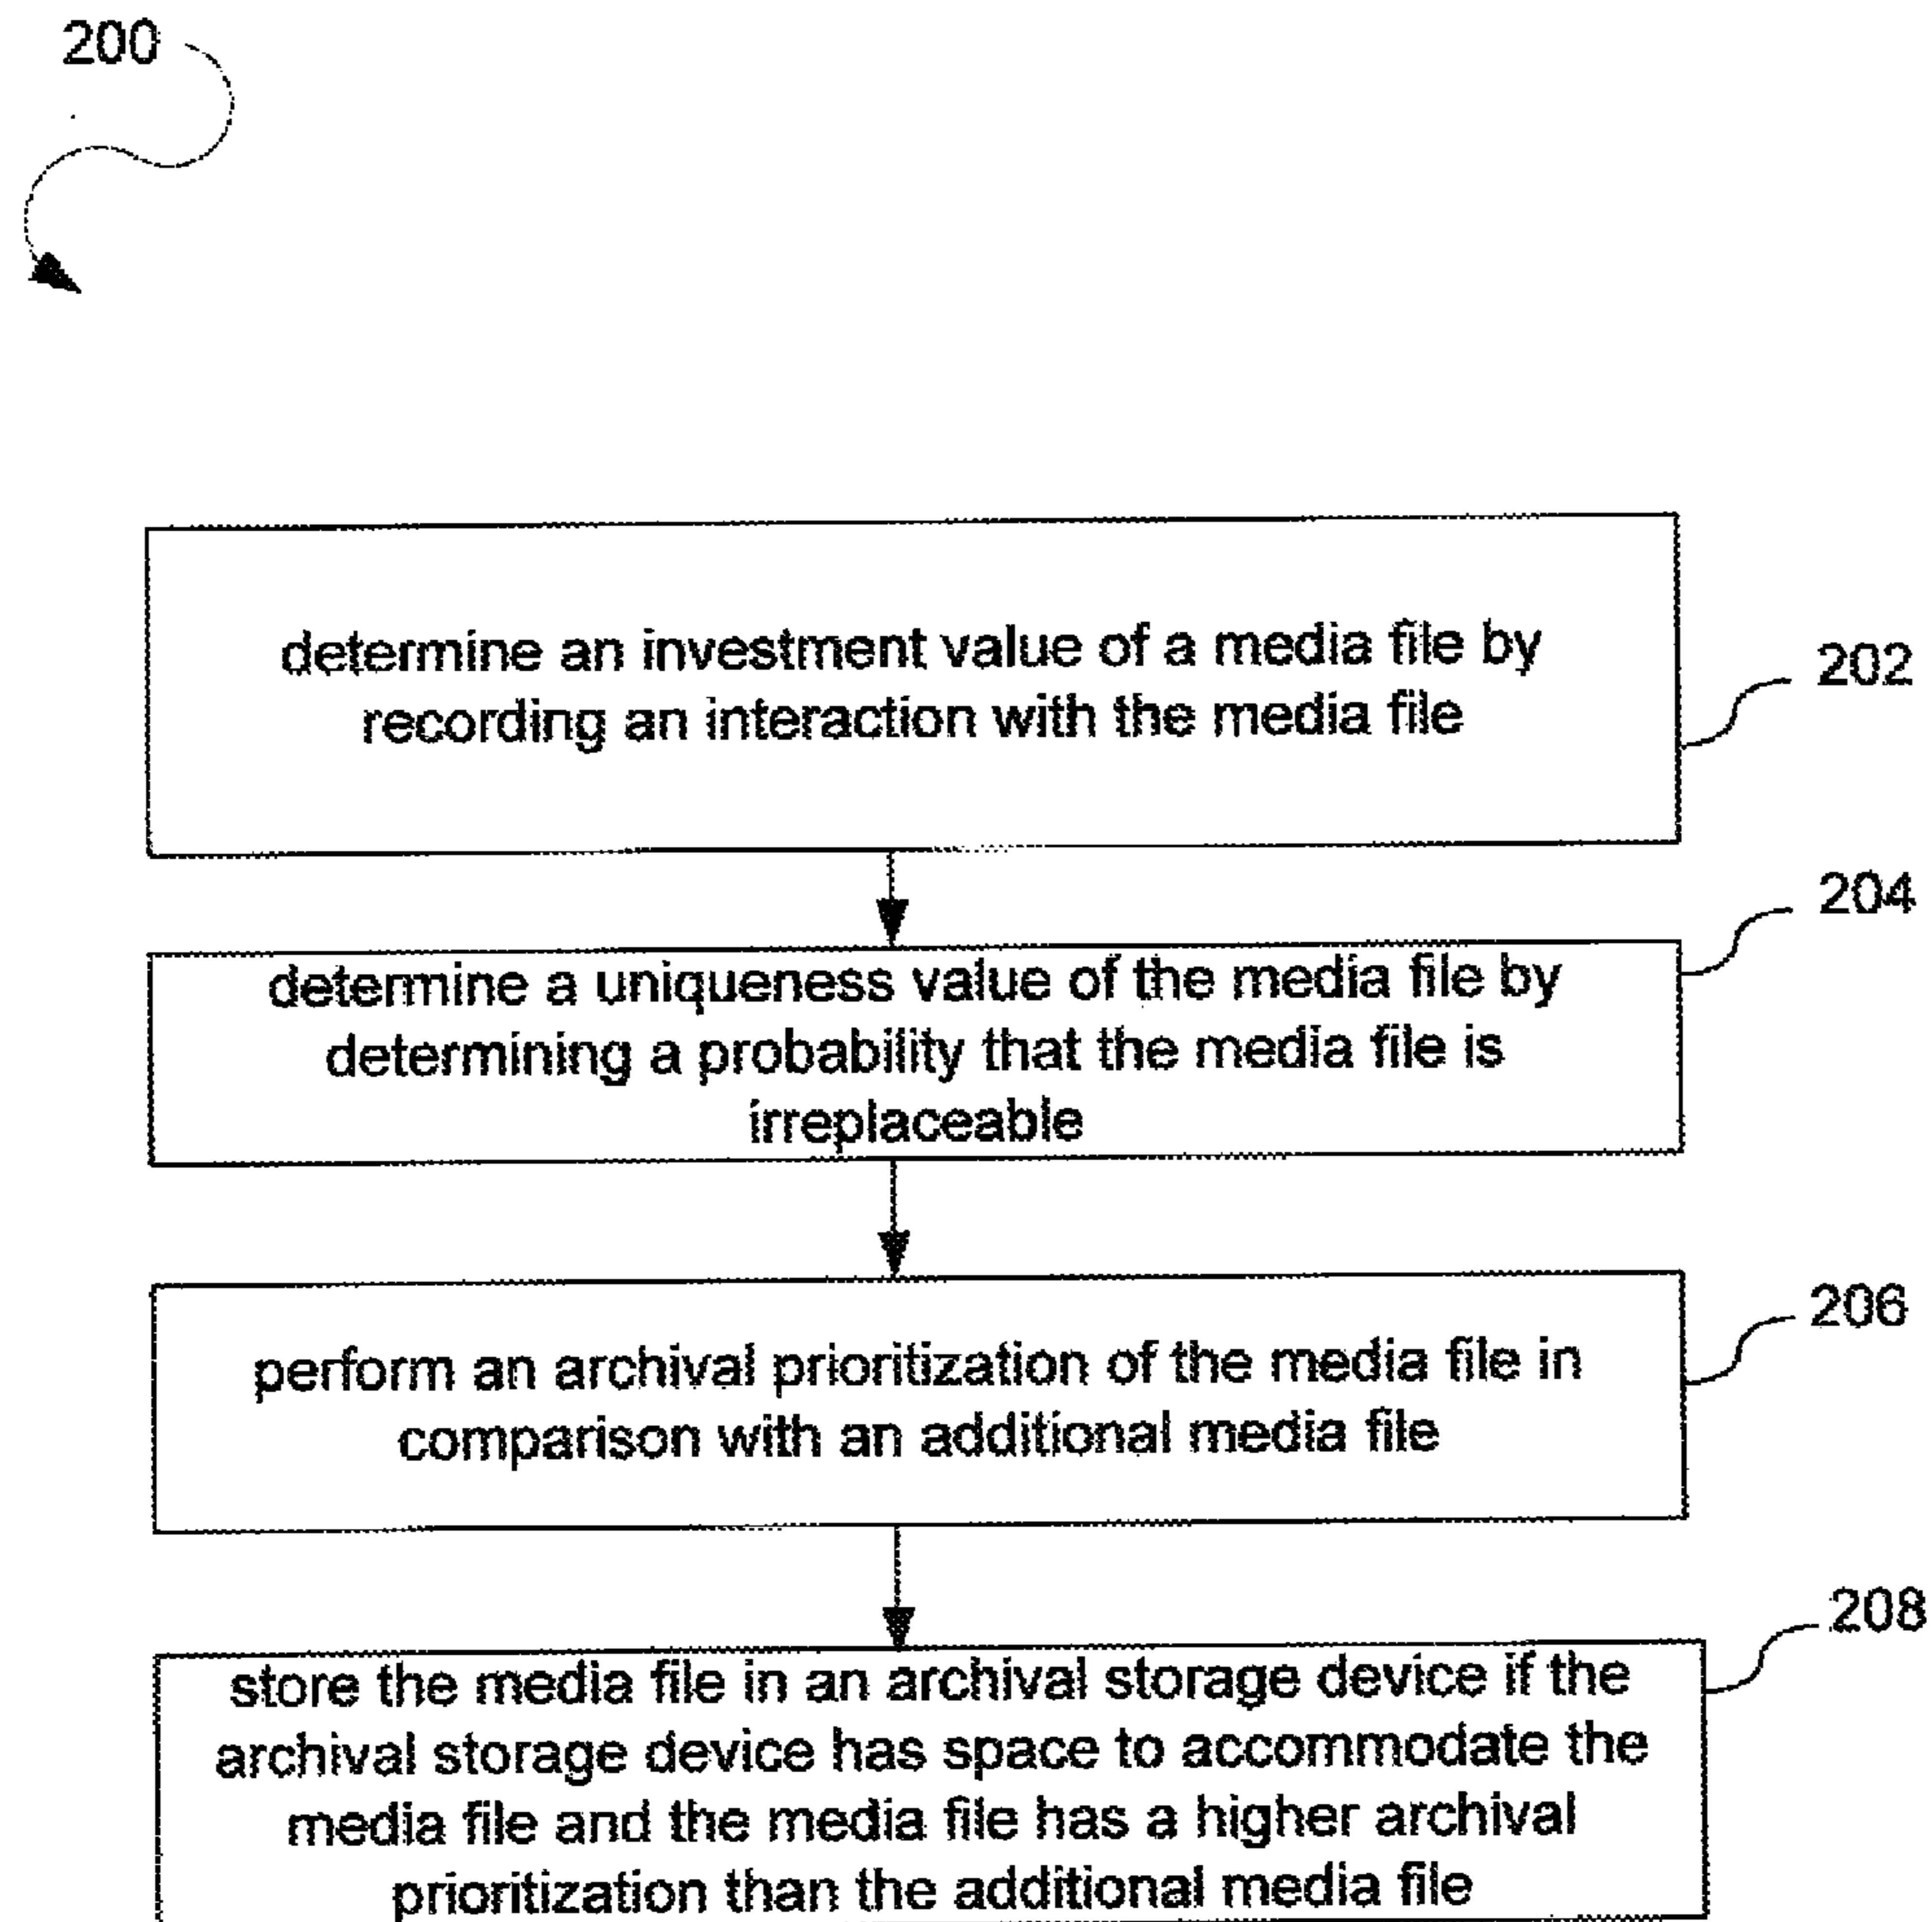 200
determine an investment value of a media file by
recording an interaction with the media file
202
204
determine a uniqueness value of the media file by
determining a probability that the media file is
irreplaceable
206
perform an archival prioritization of the media file in
comparison with an additional media file
208
store the media file in an archival storage device if the
archival storage device has space to accommodate the
media file and the media file has a higher archival
prioritization than the additional media file